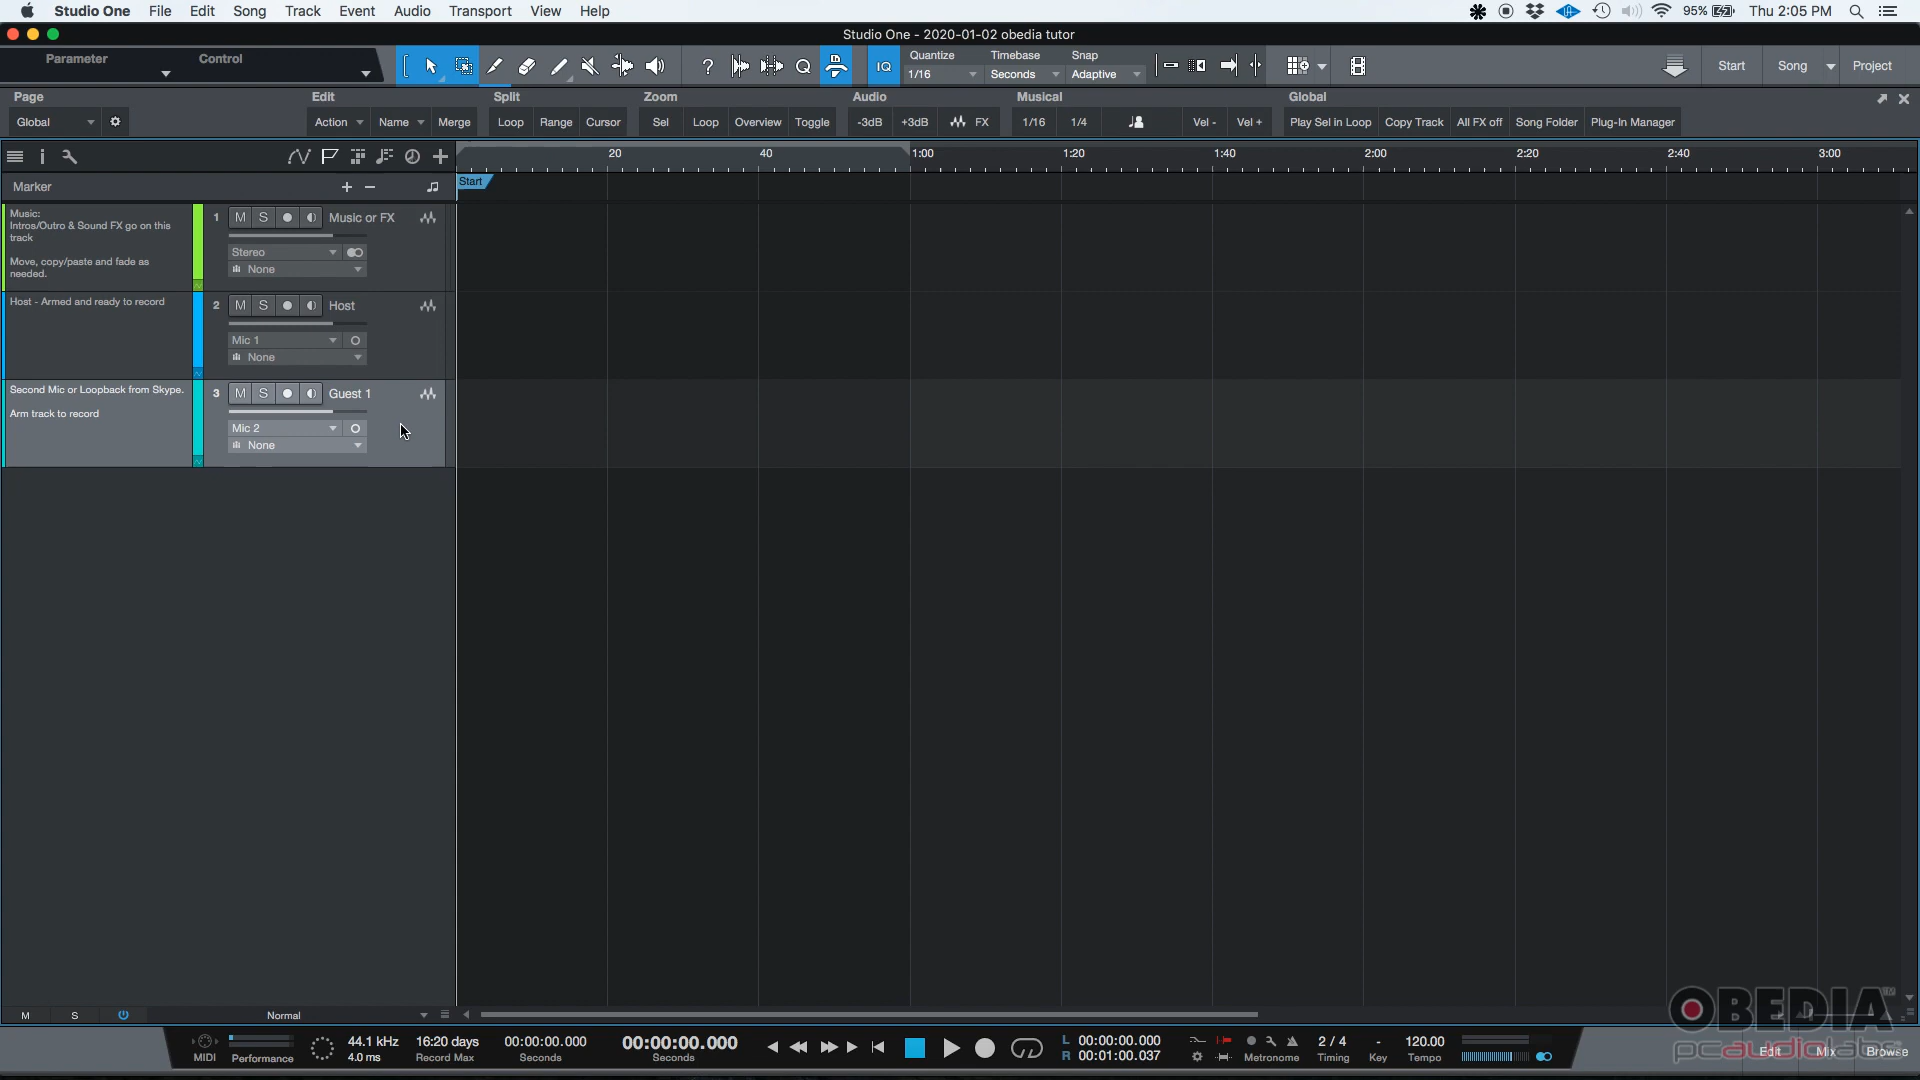 Studio One File Edit Song Track Event Audio Transport View Help 95% Thu 2:05 PM
Studio One - 2020-01-02 obedia tutor
Parameter Control
? IQ Quantize 1/16 Timebase Seconds Snap Adaptive Start Song Project
Page Edit Split Zoom Audio Musical Global
Global Action Name Merge Loop Range Cursor Sel Loop Overview Toggle -3dB +3dB FX 1/16 1/4 Vel - Vel + Play Sel in Loop Copy Track All FX off Song Folder Plug-In Manager
20 40 1:00 1:20 1:40 2:00 2:20 2:40 3:00
Marker + − Start
Music:
Intros/Outro & Sound FX go on this
track
Move, copy/paste and fade as
needed.
1 M S Music or FX
Stereo
None
Host - Armed and ready to record
2 M S Host
Mic 1
None
Second Mic or Loopback from Skype.
Arm track to record
3 M S Guest 1
Mic 2
None
M S Normal
MIDI Performance 44.1 kHz 4.0 ms 16:20 days Record Max 00:00:00.000 Seconds 00:00:00.000 Seconds
L 00:00:00.000
R 00:01:00.037
Metronome 2 / 4 Timing - Key 120.00 Tempo
Edit Mix Browse
OBEDIA TM
pcaudiolabs